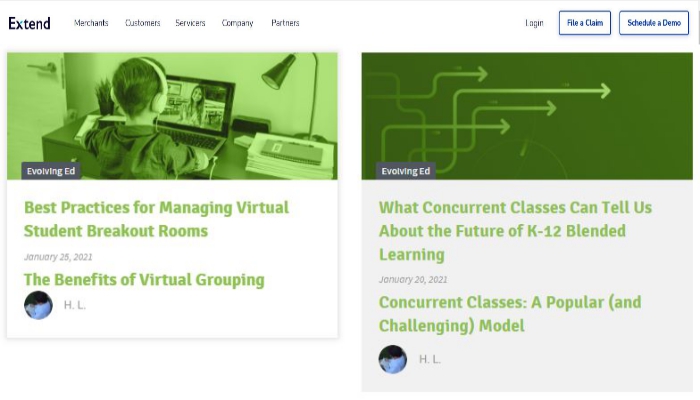 Extend
Merchants
Customers
Servicers
Company
Partners
Login
File a Claim
Schedule a Demo
Evolving Ed
Best Practices for Managing Virtual
Student Breakout Rooms
January 25, 2021
The Benefits of Virtual Grouping
H. L.
Evolving Ed
What Concurrent Classes Can Tell Us
About the Future of K-12 Blended
Learning
January 20, 2021
Concurrent Classes: A Popular (and
Challenging) Model
H. L.